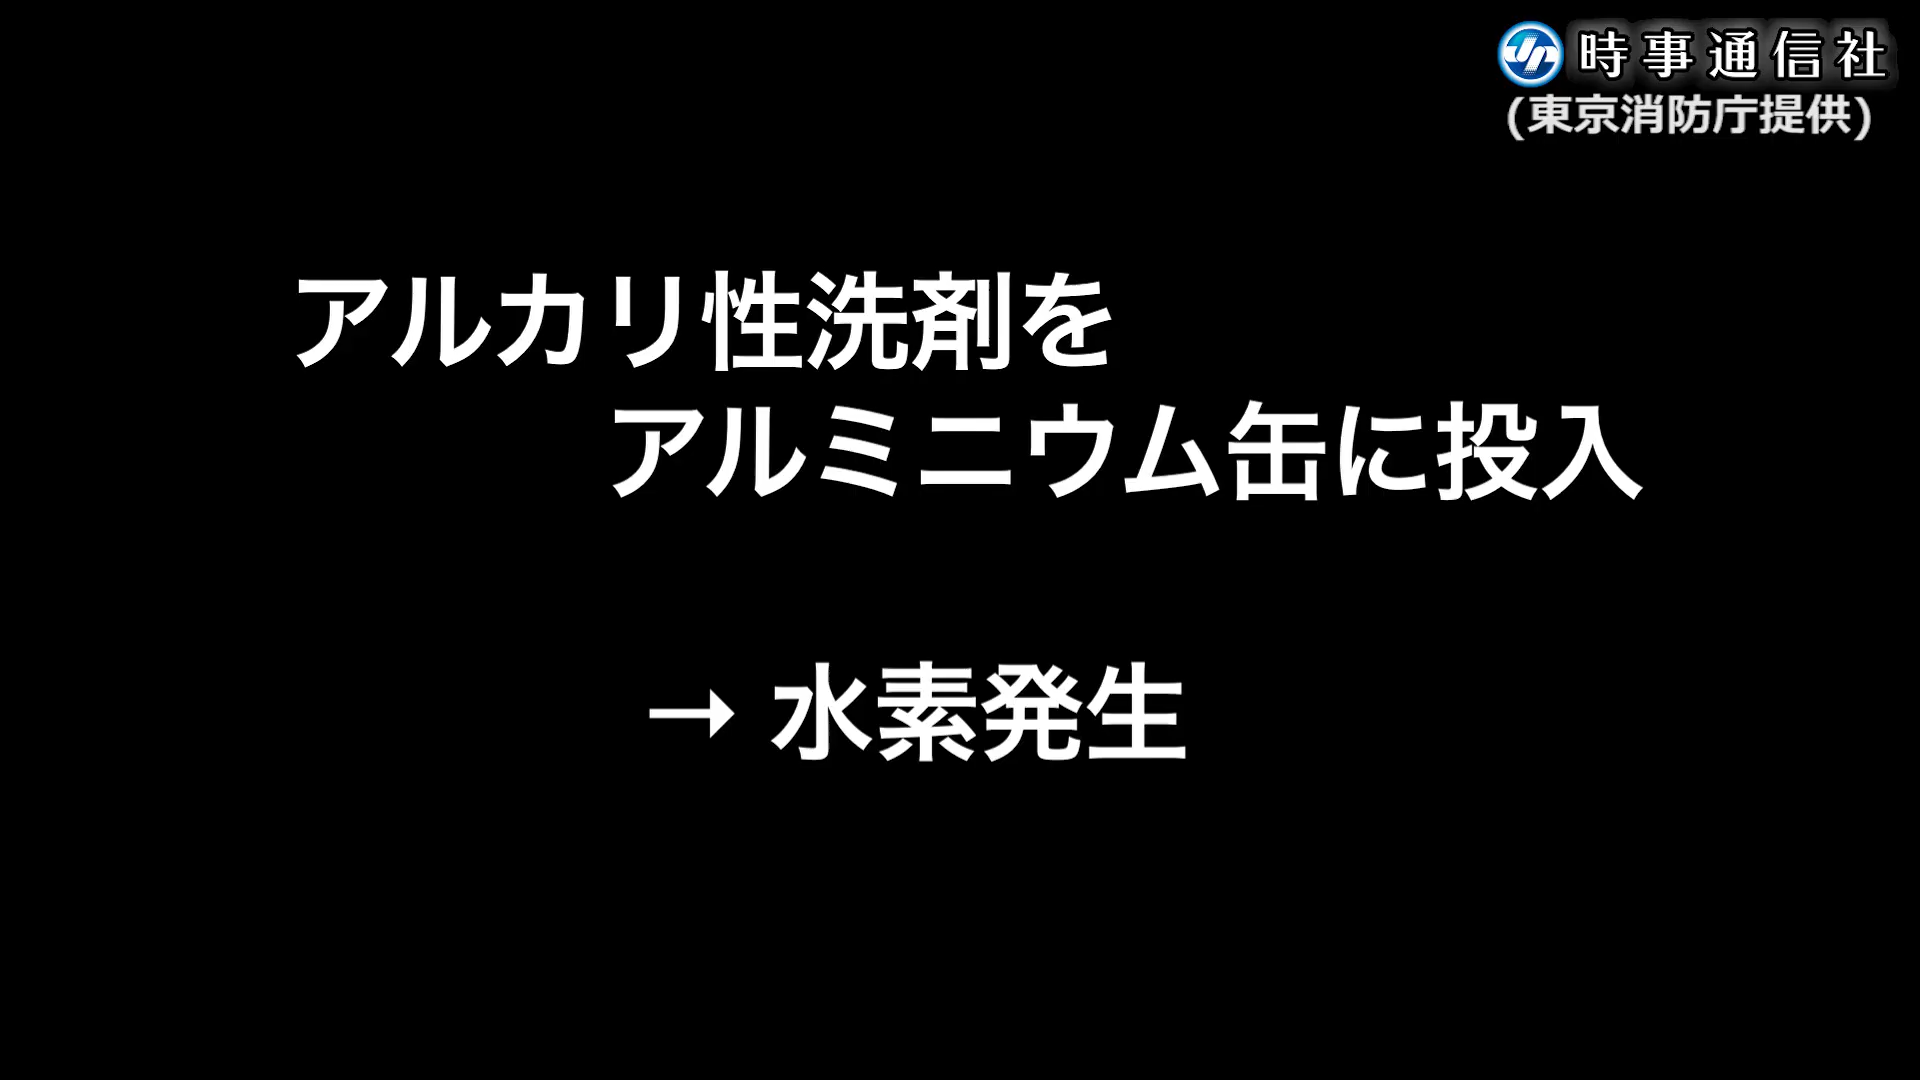 時事通信社
(東京消防庁提供)
アルカリ性洗剤を
アルミニウム缶に投入
→ 水素発生